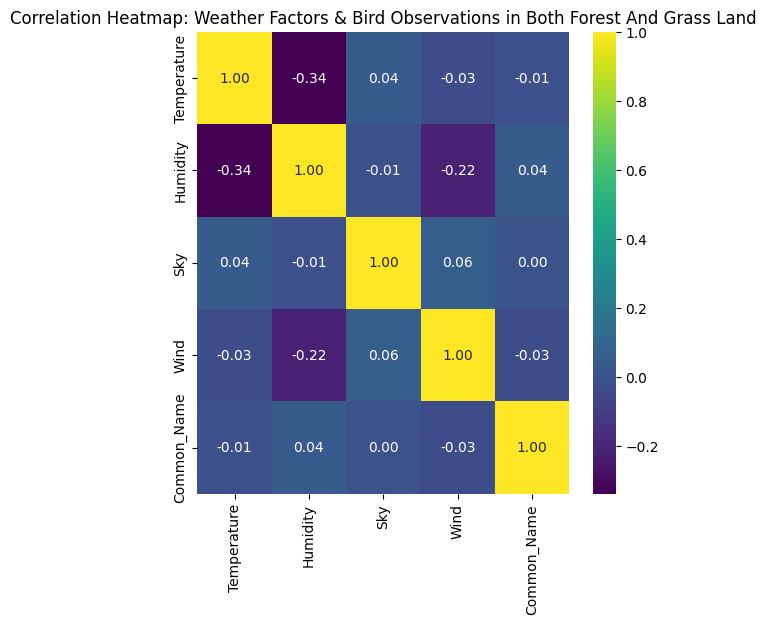 Correlation Heatmap: Weather Factors & Bird Observations in Both Forest And Grass Land
Temperature 1.00 -0.34 0.04 -0.03 -0.01
Humidity -0.34 1.00 -0.01 -0.22 0.04
Sky 0.04 -0.01 1.00 0.06 0.00
Wind -0.03 -0.22 0.06 1.00 -0.03
Common_Name -0.01 0.04 0.00 -0.03 1.00
Temperature Humidity Sky Wind Common_Name
1.0
0.8
0.6
0.4
0.2
0.0
−0.2